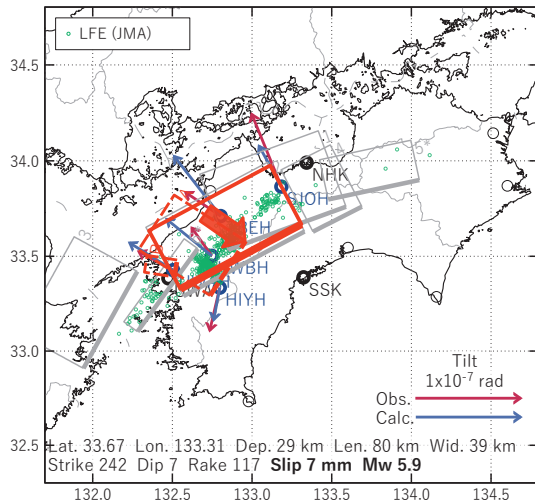 LFE (JMA)
34.5
34.0
33.5
33.0
32.5
NHK
SSK
HIYH
Tilt
1x10-7 rad
Obs.
Calc.
Lat. 33.67 Lon. 133.31 Dep. 29 km Len. 80 km Wid. 39 km
Strike 242 Dip 7 Rake 117 Slip 7 mm Mw 5.9
132.0 132.5 133.0 133.5 134.0 134.5